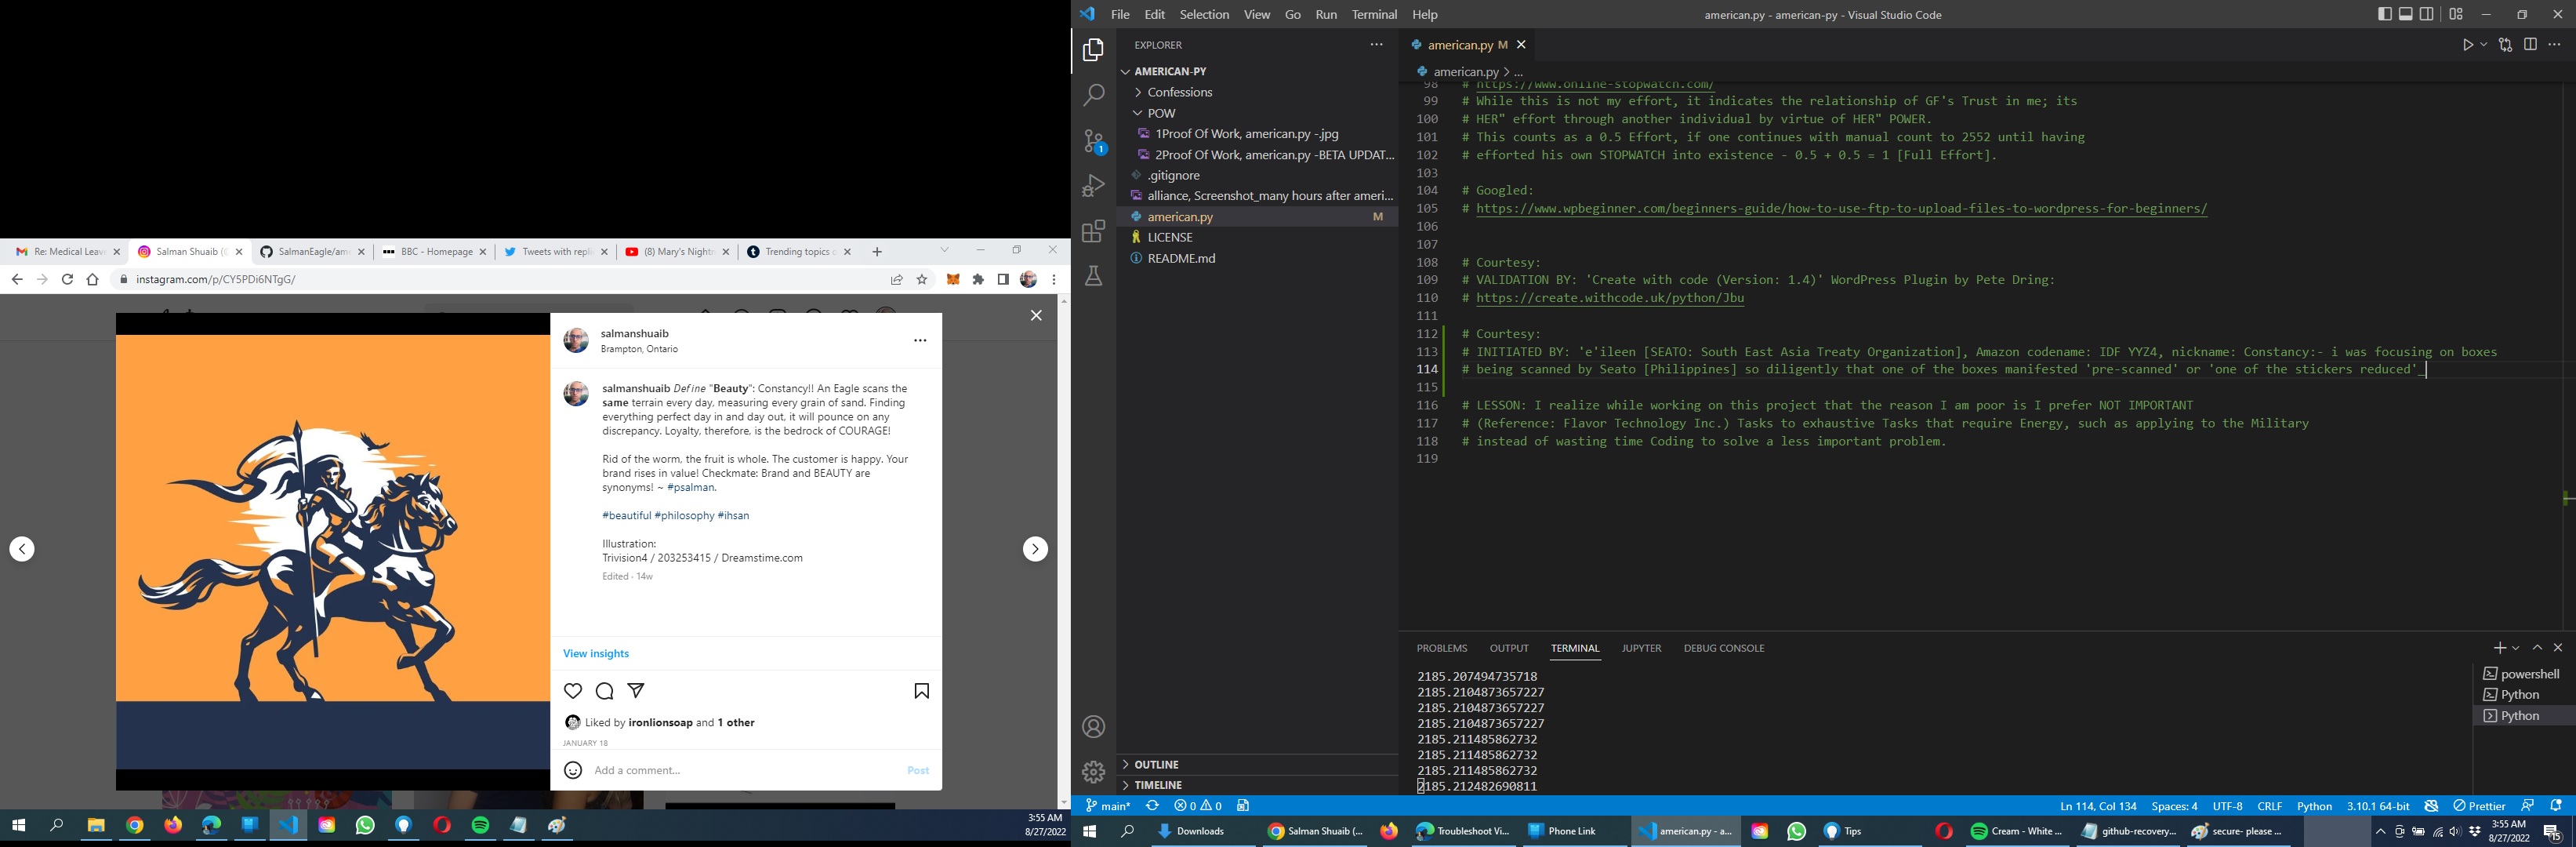 Re: Medical Leav
Salman Shuaib (@
SalmanEagle/am
BBC - Homepage
Tweets with repli
(8) Mary's Nightm
Trending topics o
instagram.com/p/CY5PDi6NTgG/
salmanshuaib
Brampton, Ontario
salmanshuaib Define "Beauty": Constancy!! An Eagle scans the
same terrain every day, measuring every grain of sand. Finding
everything perfect day in and day out, it will pounce on any
discrepancy. Loyalty, therefore, is the bedrock of COURAGE!
Rid of the worm, the fruit is whole. The customer is happy. Your
brand rises in value! Checkmate: Brand and BEAUTY are
synonyms! ~ #psalman.
#beautiful #philosophy #ihsan
Illustration:
Trivision4 / 203253415 / Dreamstime.com
Edited · 14w
View insights
Liked by ironlionsoap and 1 other
JANUARY 18
Add a comment...
Post
3:55 AM
8/27/2022
File Edit Selection View Go Run Terminal Help
american.py - american-py - Visual Studio Code
EXPLORER
AMERICAN-PY
Confessions
POW
1Proof Of Work, american.py -.jpg
2Proof Of Work, american.py -BETA UPDAT...
.gitignore
alliance, Screenshot_many hours after ameri...
american.py M
LICENSE
README.md
OUTLINE
TIMELINE
american.py M
american.py > ...
98 # https://www.online-stopwatch.com/
99 # While this is not my effort, it indicates the relationship of GF's Trust in me; its
100 # HER" effort through another individual by virtue of HER" POWER.
101 # This counts as a 0.5 Effort, if one continues with manual count to 2552 until having
102 # efforted his own STOPWATCH into existence - 0.5 + 0.5 = 1 [Full Effort].
103
104 # Googled:
105 # https://www.wpbeginner.com/beginners-guide/how-to-use-ftp-to-upload-files-to-wordpress-for-beginners/
106
107
108 # Courtesy:
109 # VALIDATION BY: 'Create with code (Version: 1.4)' WordPress Plugin by Pete Dring:
110 # https://create.withcode.uk/python/Jbu
111
112 # Courtesy:
113 # INITIATED BY: 'e'ileen [SEATO: South East Asia Treaty Organization], Amazon codename: IDF YYZ4, nickname: Constancy:- i was focusing on boxes
114 # being scanned by Seato [Philippines] so diligently that one of the boxes manifested 'pre-scanned' or 'one of the stickers reduced'_
115
116 # LESSON: I realize while working on this project that the reason I am poor is I prefer NOT IMPORTANT
117 # (Reference: Flavor Technology Inc.) Tasks to exhaustive Tasks that require Energy, such as applying to the Military
118 # instead of wasting time Coding to solve a less important problem.
119
PROBLEMS OUTPUT TERMINAL JUPYTER DEBUG CONSOLE
2185.207494735718
2185.2104873657227
2185.2104873657227
2185.2104873657227
2185.211485862732
2185.211485862732
2185.211485862732
2185.212482690811
powershell
Python
Python
main* 0 0
Ln 114, Col 134 Spaces: 4 UTF-8 CRLF Python 3.10.1 64-bit Prettier
Downloads
Salman Shuaib (...
Troubleshoot Vi...
Phone Link
american.py - a...
Tips
Cream - White ...
github-recovery...
secure- please ...
3:55 AM
8/27/2022
15